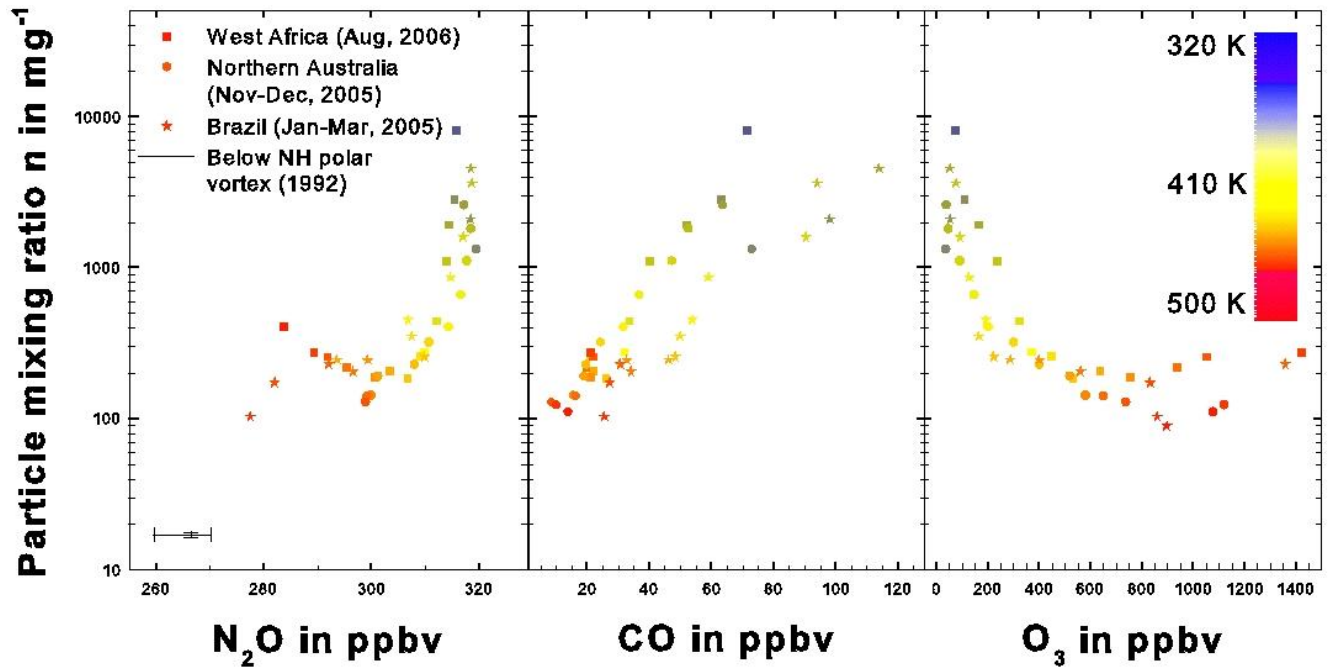 Particle mixing ratio n in mg⁻¹
10000
1000
100
10
West Africa (Aug, 2006)
Northern Australia
(Nov-Dec, 2005)
Brazil (Jan-Mar, 2005)
Below NH polar
vortex (1992)
320 K
410 K
500 K
260 280 300 320
20 40 60 80 100 120
0 200 400 600 800 1000 1200 1400
N₂O in ppbv
CO in ppbv
O₃ in ppbv